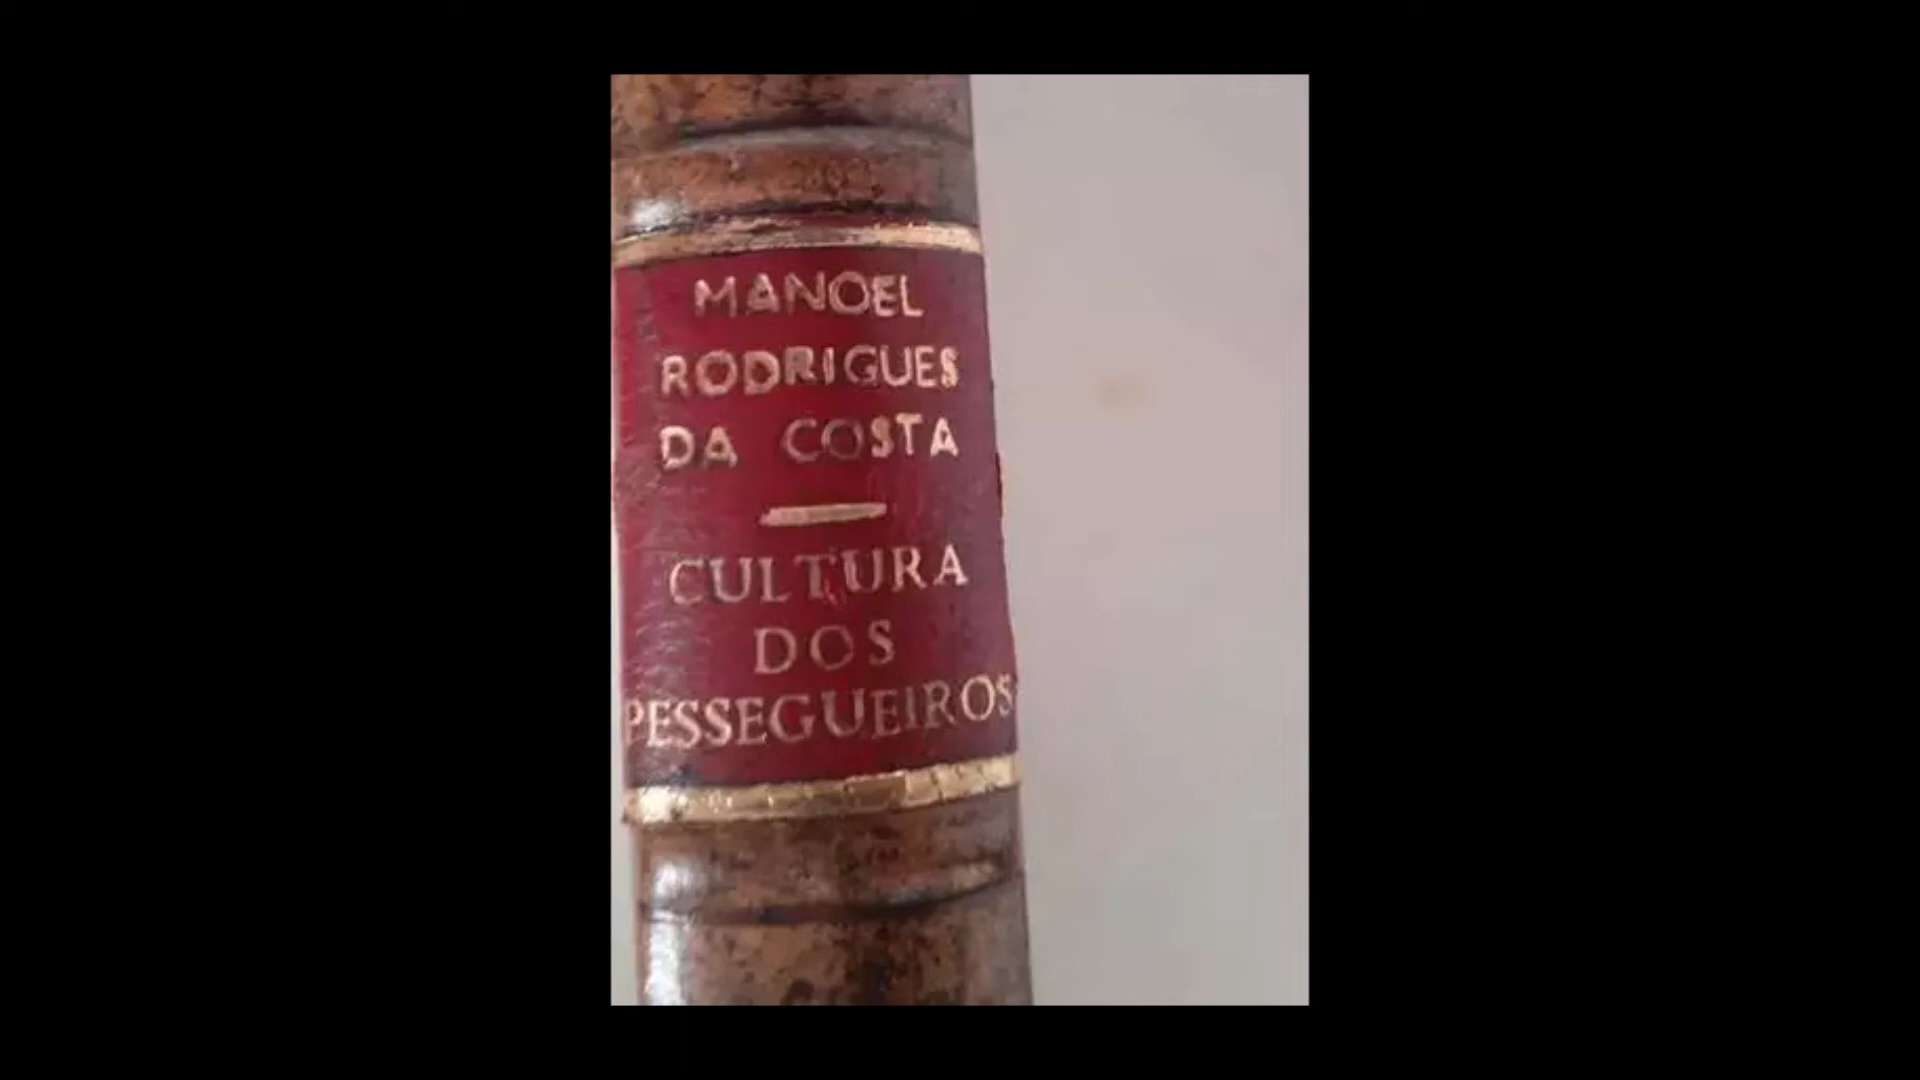 MANOEL
RODRIGUES
DA COSTA
CULTURA
DOS
PESSEGUEIROS